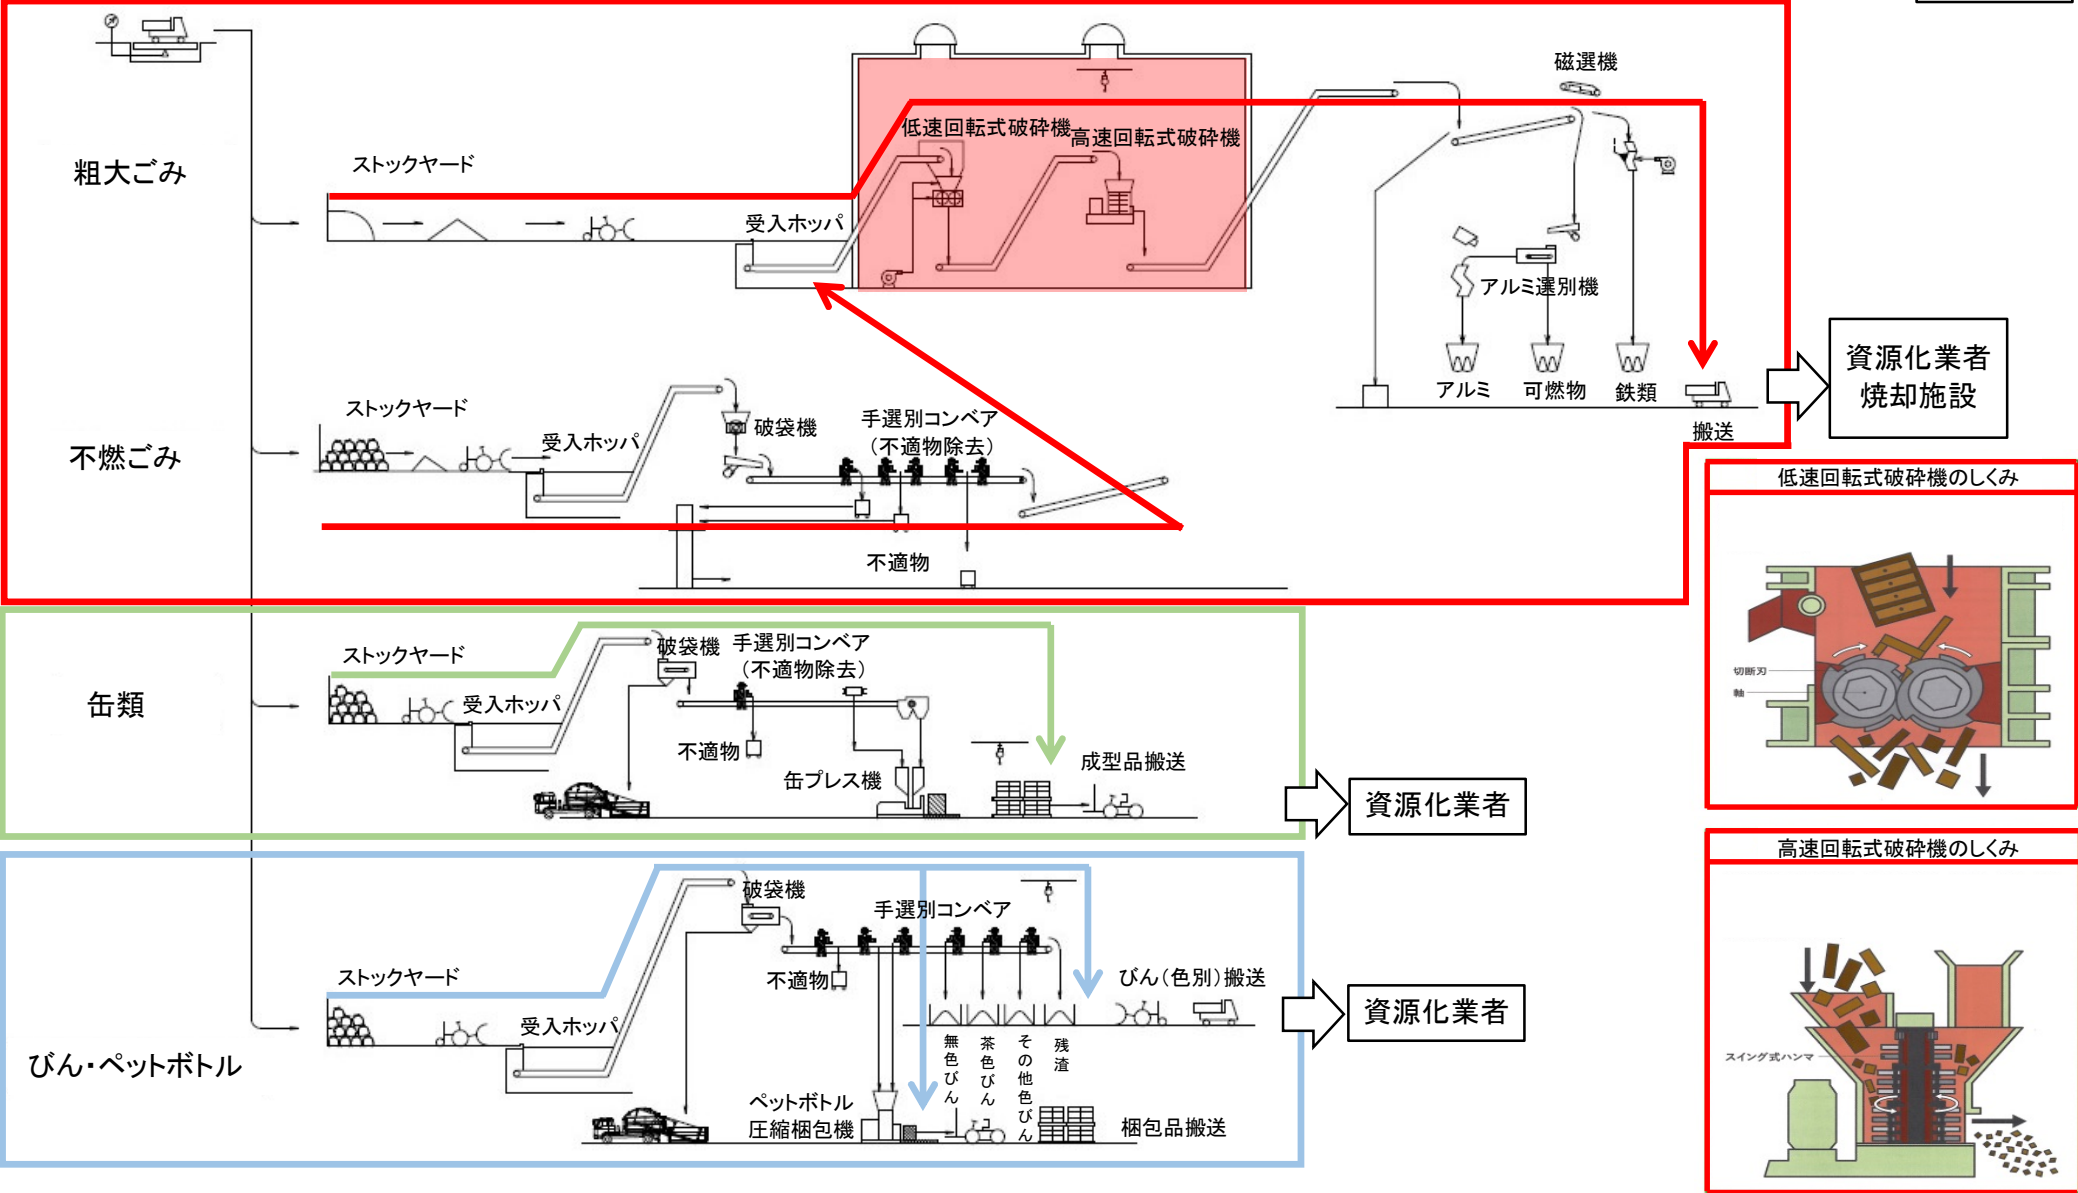 粗大ごみ
ストックヤード
受入ホッパ
低速回転式破砕機
高速回転式破砕機
磁選機
アルミ選別機
アルミ
可燃物
鉄類
搬送
資源化業者
焼却施設
不燃ごみ
ストックヤード
受入ホッパ
破袋機
手選別コンベア
（不適物除去）
不適物
缶類
ストックヤード
受入ホッパ
破袋機
手選別コンベア
（不適物除去）
不適物
缶プレス機
成型品搬送
資源化業者
びん・ペットボトル
ストックヤード
受入ホッパ
破袋機
手選別コンベア
不適物
びん（色別）搬送
無色びん
茶色びん
その他色びん
残渣
ペットボトル
圧縮梱包機
梱包品搬送
資源化業者
低速回転式破砕機のしくみ
切断刃
軸
高速回転式破砕機のしくみ
スイング式ハンマ